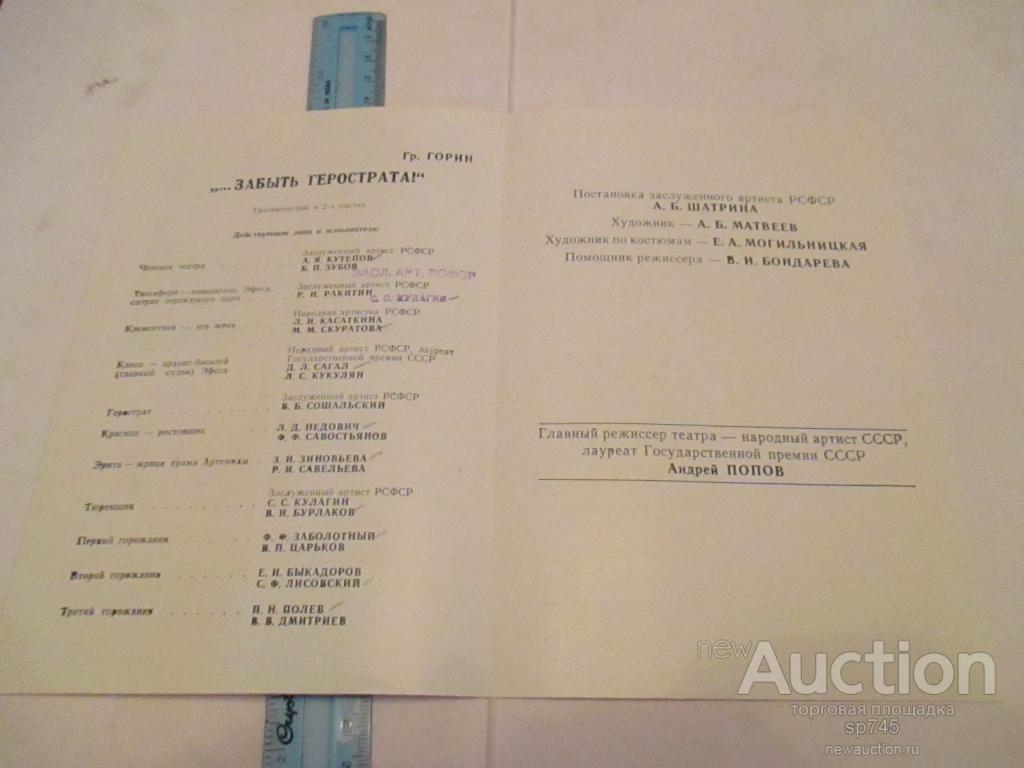 Гр. ГОРИН
„... ЗАБЫТЬ ГЕРОСТРАТА!“
Трагикомедия в 2-х частях
Действующие лица и исполнители:
Человек театра . . . . . Заслуженный артист РСФСР
А. Я. КУТЕПОВ
Б. П. ЗУБОВ
ЗАСЛ. АРТ. РСФСР
Тиссаферн — повелитель Эфеса, сатрап персидского царя . . . Заслуженный артист РСФСР
Р. И. РАКИТИН
С. С. КУЛАГИН
Клементина — его жена . . . . Народная артистка РСФСР
Л. И. КАСАТКИНА
М. М. СКУРАТОВА
Клеон — архонт-басилей
(главный судья) Эфеса . . . . Народный артист РСФСР, лауреат
Государственной премии СССР
Д. Л. САГАЛ
Л. С. КУКУЛЯН
Герострат . . . . . . . . Заслуженный артист РСФСР
В. Б. СОШАЛЬСКИЙ
Крисипп — ростовщик . . . . Л. Д. НЕДОВИЧ
Ф. Ф. САВОСТЬЯНОВ
Эрита — жрица храма Артемиды . З. И. ЗИНОВЬЕВА
Р. И. САВЕЛЬЕВА
Тюремщик . . . . . . . . Заслуженный артист РСФСР
С. С. КУЛАГИН
В. И. БУРЛАКОВ
Первый горожанин . . . . . Ф. Ф. ЗАБОЛОТНЫЙ
В. П. ЦАРЬКОВ
Второй горожанин . . . . . Е. И. БЫКАДОРОВ
С. Ф. ЛИСОВСКИЙ
Третий горожанин . . . . . П. Н. ПОЛЕВ
В. В. ДМИТРИЕВ
Постановка заслуженного артиста РСФСР
А. Б. ШАТРИНА
Художник — А. Б. МАТВЕЕВ
Художник по костюмам — Е. А. МОГИЛЬНИЦКАЯ
Помощник режиссера — В. И. БОНДАРЕВА
Главный режиссер театра — народный артист СССР,
лауреат Государственной премии СССР
Андрей ПОПОВ
newAuction
торговая площадка
sp745
newauction.ru